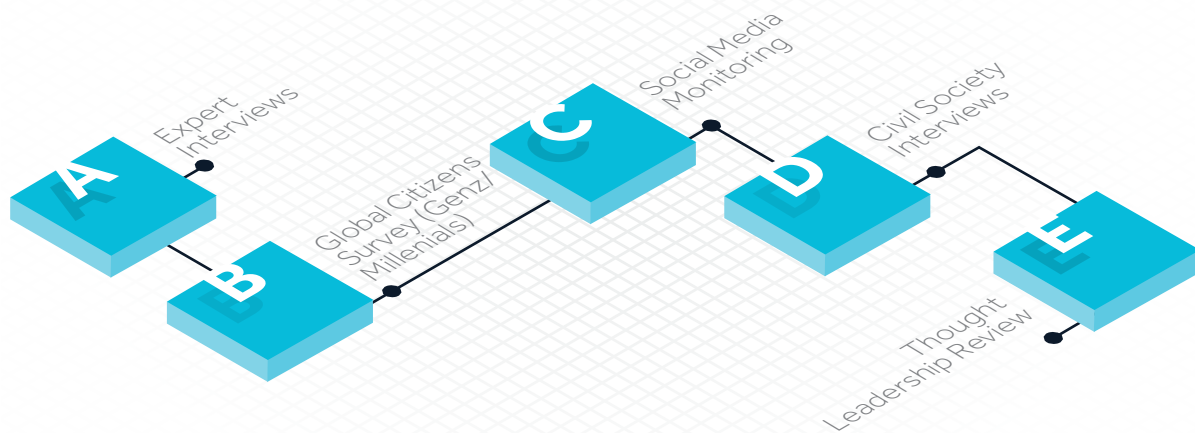 A
Expert
Interviews
B
Global Citizens
Survey (Genz/
Millenials)
C
Social Media
Monitoring
D
Civil Society
Interviews
E
Thought
Leadership Review